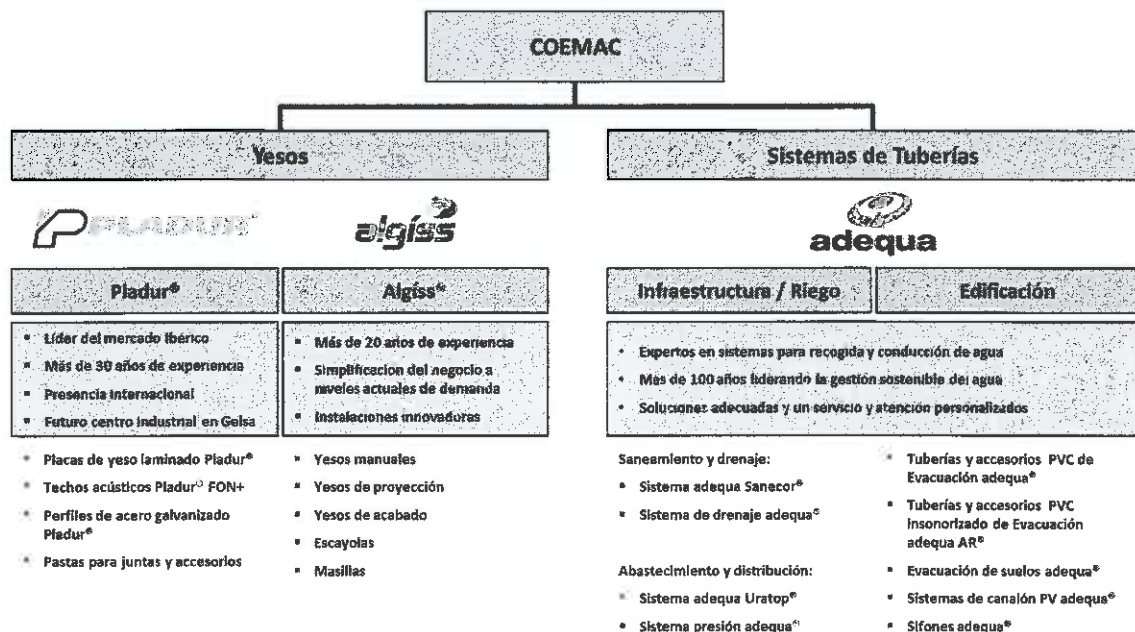 COEMAC
Yesos
PLADUR®
algíss
Pladur®
Algíss®
▪ Líder del mercado Ibérico
▪ Más de 30 años de experiencia
▪ Presencia Internacional
▪ Futuro centro industrial en Gelsa
▪ Más de 20 años de experiencia
▪ Simplificacion del negocio a
niveles actuales de demanda
▪ Instalaciones innovaduras
▪ Placas de yeso laminado Pladur®
▪ Techos acústicos Pladur® FON+
▪ Perfiles de acero galvanizado
Pladur®
▪ Pastas para juntas y accesorios
▪ Yesos manuales
▪ Yesos de proyección
▪ Yesos de acabado
▪ Escayolas
▪ Masillas
Sistemas de Tuberías
adequa
Infraestructura / Riego
Edificación
• Expertos en sistemas para recogida y conducción de agua
• Más de 100 años liderando la gestión sostenible del agua
• Soluciones adecuadas y un servicio y atención personalizados
Saneamiento y drenaje:
▪ Sistema adequa Sanecor®
▪ Sistema de drenaje adequa®
Abastecimiento y distribución:
▪ Sistema adequa Uratop®
▪ Sistema presión adequa®
▪ Tuberías y accesorios PVC de
Evacuación adequa®
▪ Tuberías y accesorios PVC
insonorizado de Evacuación
adequa AR®
▪ Evacuación de suelos adequa®
▪ Sistemas de canalón PV adequa®
▪ Sifones adequa®